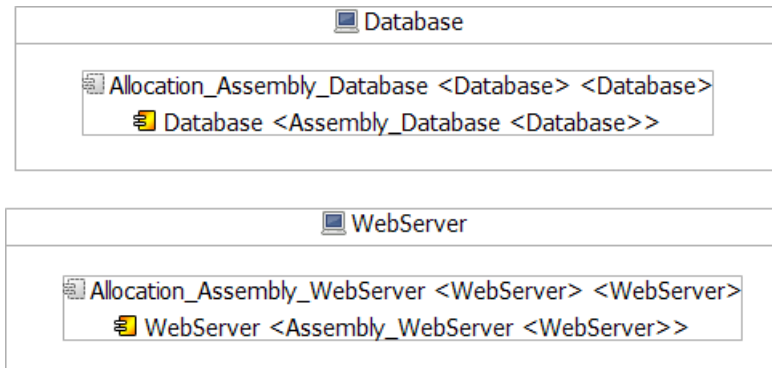 Database
Allocation_Assembly_Database <Database> <Database>
Database <Assembly_Database <Database>>
WebServer
Allocation_Assembly_WebServer <WebServer> <WebServer>
WebServer <Assembly_WebServer <WebServer>>